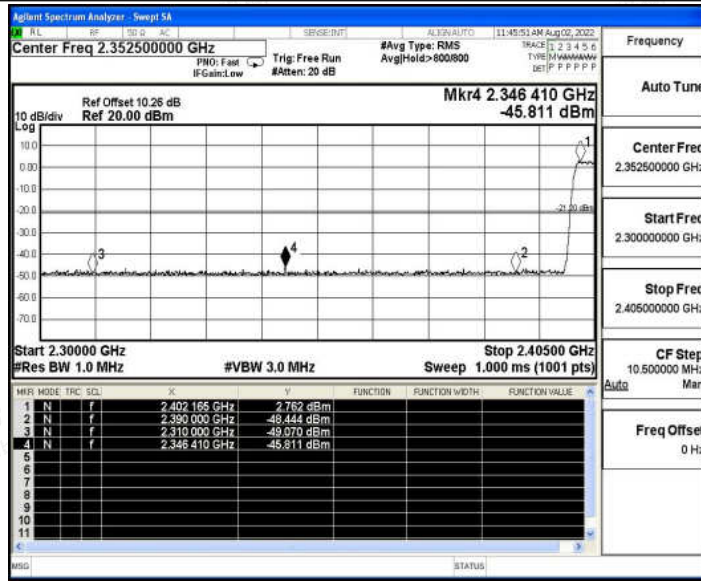 Agilent Spectrum Analyzer - Swept SA
RL RF 50 Ω AC SENSE:INT ALIGN AUTO 11:45:51 AM Aug 02, 2022
Center Freq 2.352500000 GHz
PNO: Fast
IFGain:Low
Trig: Free Run
#Atten: 20 dB
#Avg Type: RMS
Avg|Hold:>800/800
TRACE 1 2 3 4 5 6
TYPE
DET P P P P P P
Mkr4 2.346 410 GHz
-45.811 dBm
Ref Offset 10.26 dB
10 dB/div Ref 20.00 dBm
Log
10.0
0.00
-10.0
-20.0
-30.0
-40.0
-50.0
-60.0
-70.0
1
-21.20 dBm
3
4
2
Start 2.30000 GHz Stop 2.40500 GHz
#Res BW 1.0 MHz #VBW 3.0 MHz Sweep 1.000 ms (1001 pts)
MKR MODE TRC SCL X Y FUNCTION FUNCTION WIDTH FUNCTION VALUE
1 N f 2.402 165 GHz 2.762 dBm
2 N f 2.390 000 GHz -48.444 dBm
3 N f 2.310 000 GHz -49.070 dBm
4 N f 2.346 410 GHz -45.811 dBm
5
6
7
8
9
10
11
MSG STATUS
Frequency
Auto Tune
Center Freq
2.352500000 GHz
Start Freq
2.300000000 GHz
Stop Freq
2.405000000 GHz
CF Step
10.500000 MHz
Auto Man
Freq Offset
0 Hz